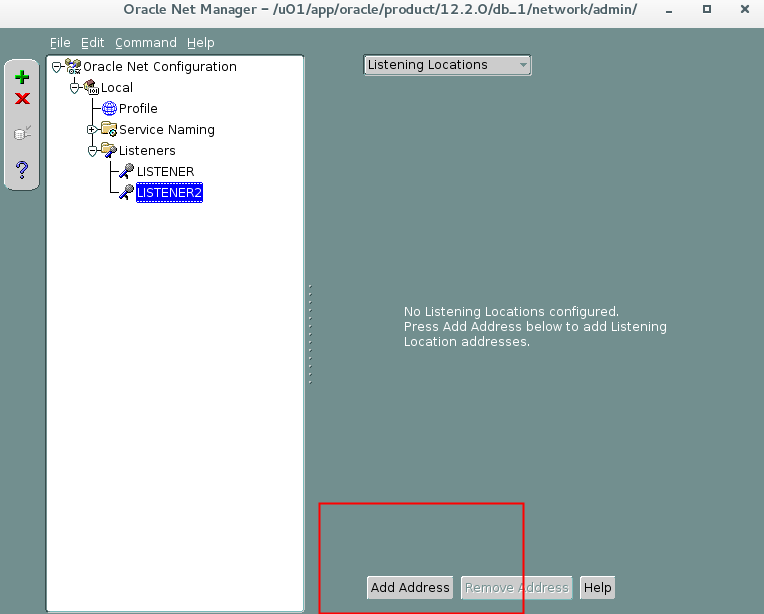 Oracle Net Manager - /u01/app/oracle/product/12.2.0/db_1/network/admin/
File Edit Command Help
Oracle Net Configuration
Local
Profile
Service Naming
Listeners
LISTENER
LISTENER2
Listening Locations
No Listening Locations configured.
Press Add Address below to add Listening
Location addresses.
Add Address Remove Address Help